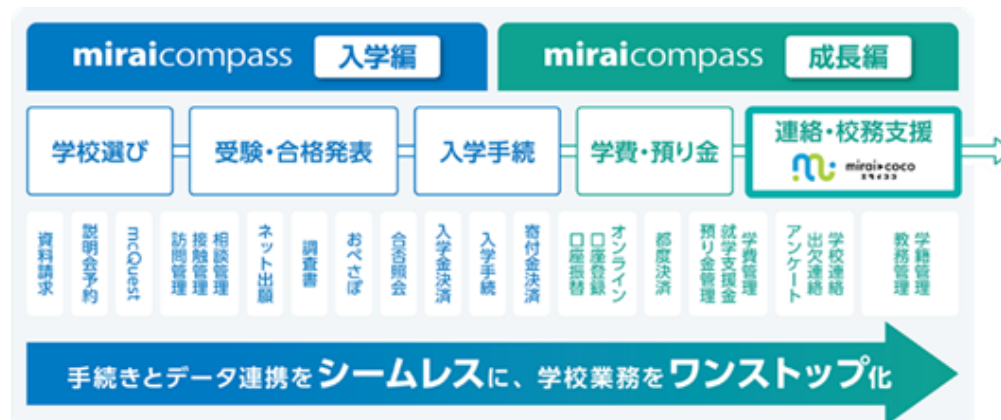 miraicompass 入学編
miraicompass 成長編
学校選び
受験・合格発表
入学手続
学費・預り金
連絡・校務支援
mirai▸coco
ミライココ
資料請求
説明会予約
mcQuest
相談管理
接触管理
訪問管理
ネット出願
調査書
おぺさぽ
合否照会
入学金決済
入学手続
寄付金決済
オンライン
口座登録
口座振替
都度決済
学費管理
就学支援金
預り金管理
学校連絡
出欠連絡
アンケート
学籍管理
教務管理
手続きとデータ連携をシームレスに、学校業務をワンストップ化